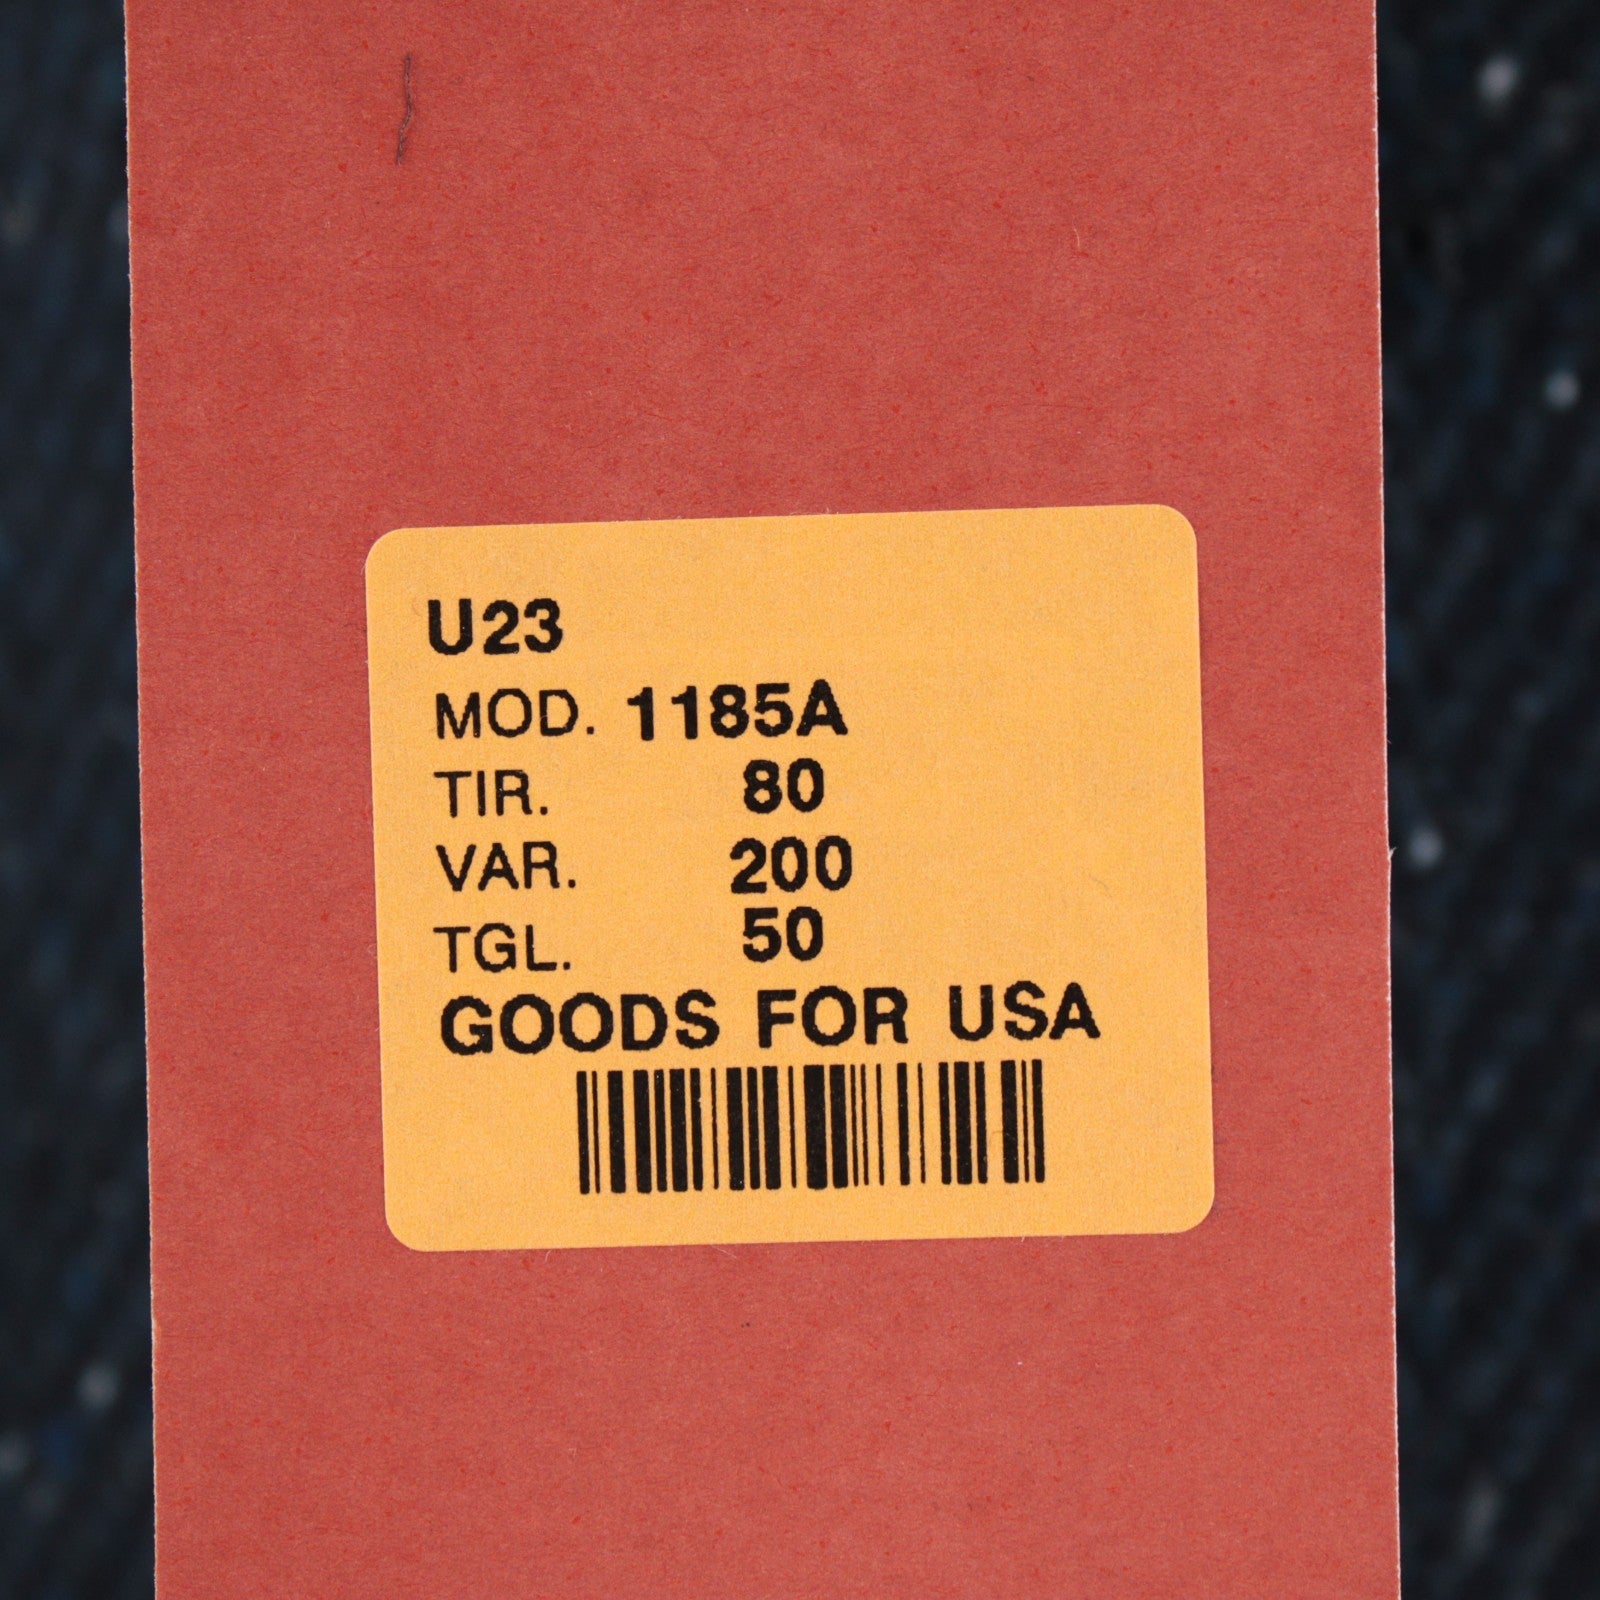 U23
MOD. 1185A
TIR. 80
VAR. 200
TGL. 50
GOODS FOR USA